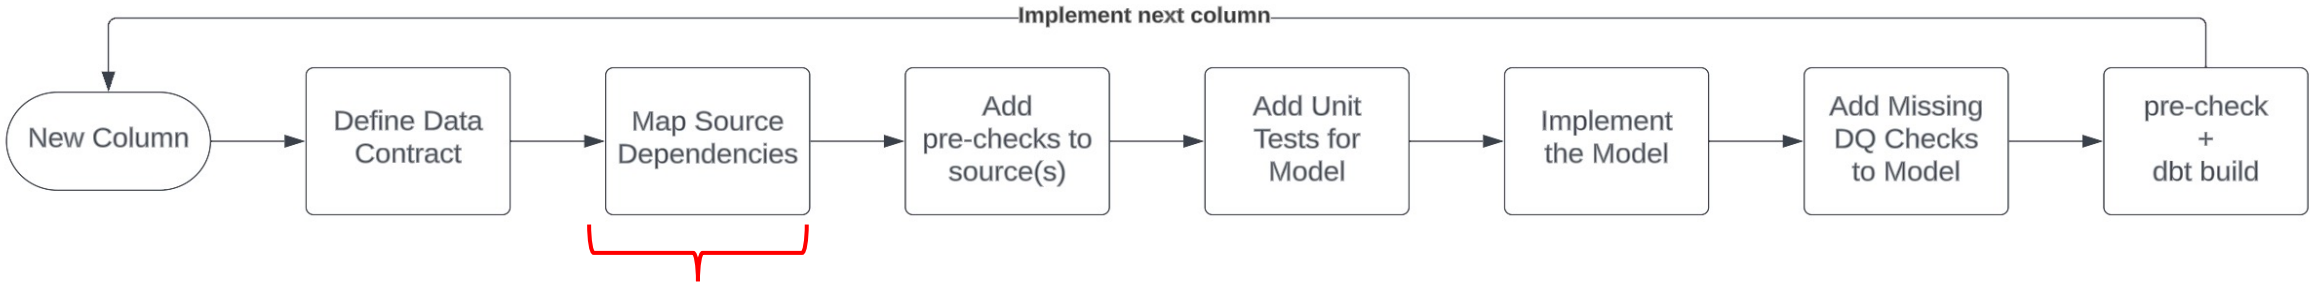 Implement next column
New Column
Define Data
Contract
Map Source
Dependencies
Add
pre-checks to
source(s)
Add Unit
Tests for
Model
Implement
the Model
Add Missing
DQ Checks
to Model
pre-check
+
dbt build